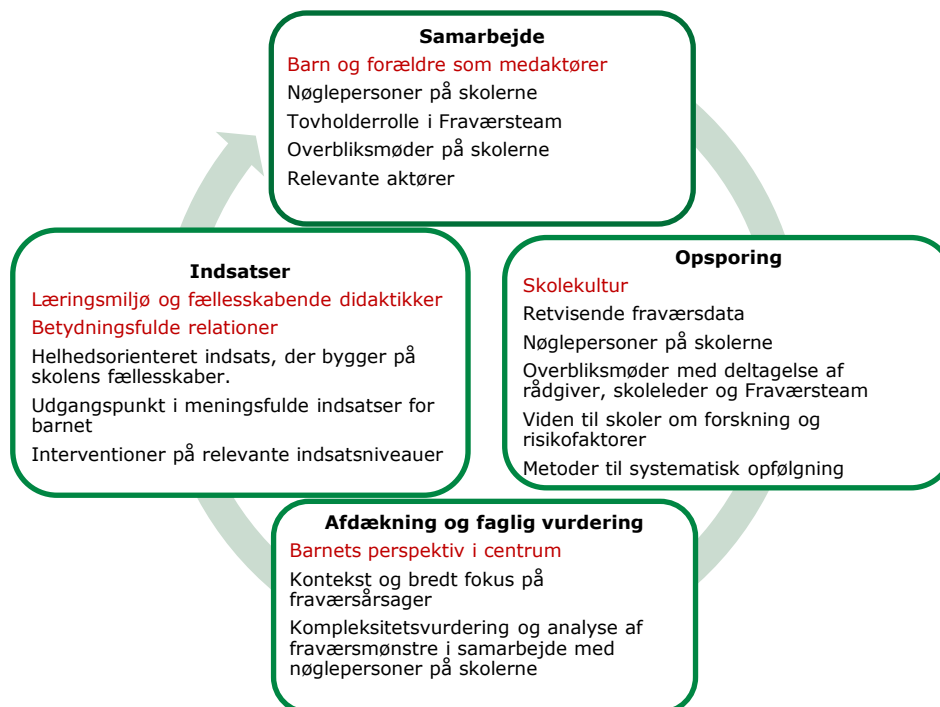 Samarbejde
Barn og forældre som medaktører
Nøglepersoner på skolerne
Tovholderrolle i Fraværsteam
Overbliksmøder på skolerne
Relevante aktører
Opsporing
Skolekultur
Retvisende fraværsdata
Nøglepersoner på skolerne
Overbliksmøder med deltagelse af
rådgiver, skoleleder og Fraværsteam
Viden til skoler om forskning og
risikofaktorer
Metoder til systematisk opfølgning
Afdækning og faglig vurdering
Barnets perspektiv i centrum
Kontekst og bredt fokus på
fraværsårsager
Kompleksitetsvurdering og analyse af
fraværsmønstre i samarbejde med
nøglepersoner på skolerne
Indsatser
Læringsmiljø og fællesskabende didaktikker
Betydningsfulde relationer
Helhedsorienteret indsats, der bygger på
skolens fællesskaber.
Udgangspunkt i meningsfulde indsatser for
barnet
Interventioner på relevante indsatsniveauer